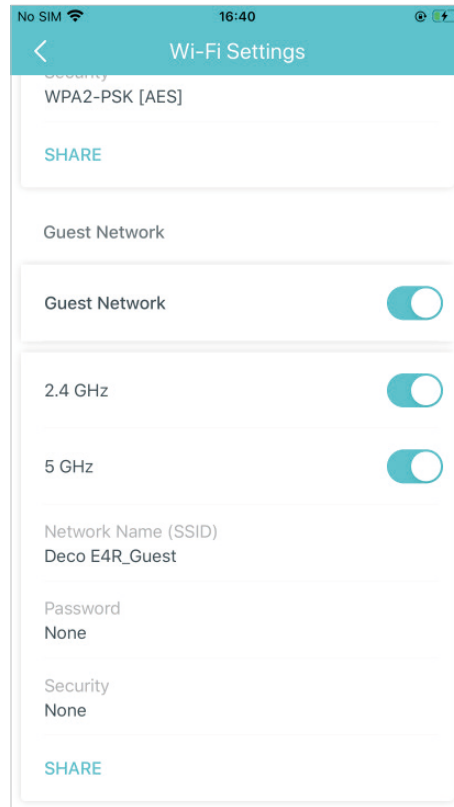 No SIM 16:40
Wi-Fi Settings
Security
WPA2-PSK [AES]
SHARE
Guest Network
Guest Network
2.4 GHz
5 GHz
Network Name (SSID)
Deco E4R_Guest
Password
None
Security
None
SHARE